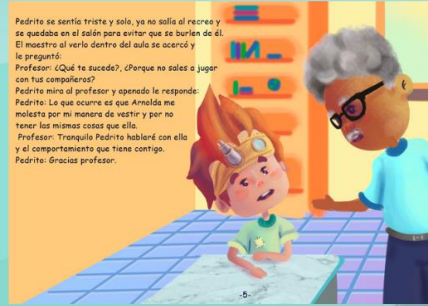 Pedrito se sentía triste y solo, ya no salía al recreo y
se quedaba en el salón para evitar que se burlen de él.
El maestro al verlo dentro del aula se acercó y
le preguntó:
Profesor: ¿Qué te sucede?, ¿Porque no sales a jugar
con tus compañeros?
Pedrito mira al profesor y apenado le responde:
Pedrito: Lo que ocurre es que Arnolda me
molesta por mi manera de vestir y por no
tener las mismas cosas que ella.
Profesor: Tranquilo Pedrito hablaré con ella
y el comportamiento que tiene contigo.
Pedrito: Gracias profesor.
-5-